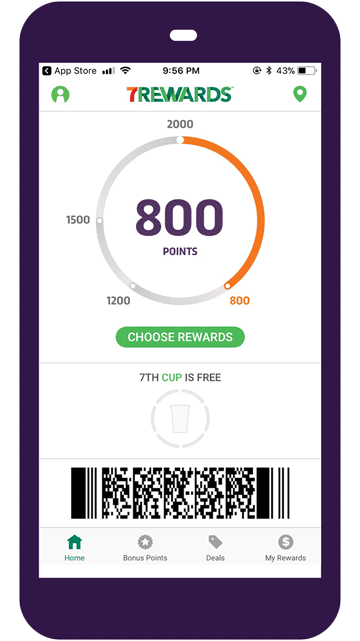 App Store 9:56 PM 43%
7REWARDS
2000
1500
800
POINTS
1200 800
CHOOSE REWARDS
7TH CUP IS FREE
Home Bonus Points Deals My Rewards